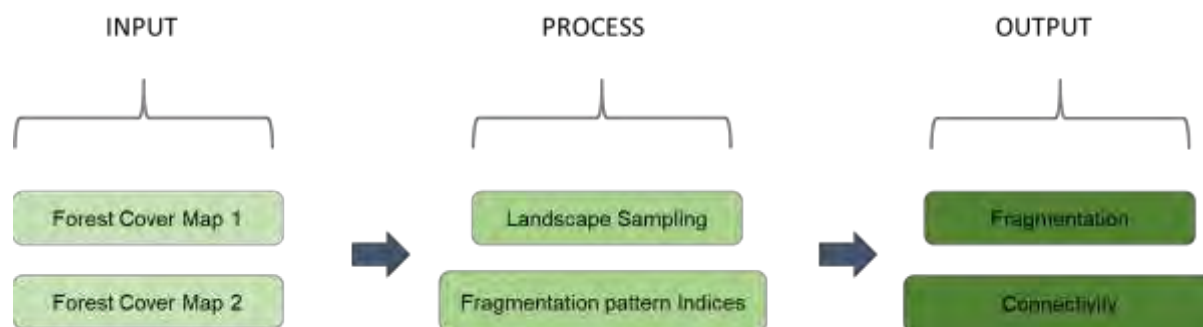 INPUT
PROCESS
OUTPUT
Forest Cover Map 1
Landscape Sampling
Fragmentation
Forest Cover Map 2
Fragmentation pattern Indices
Connectivity